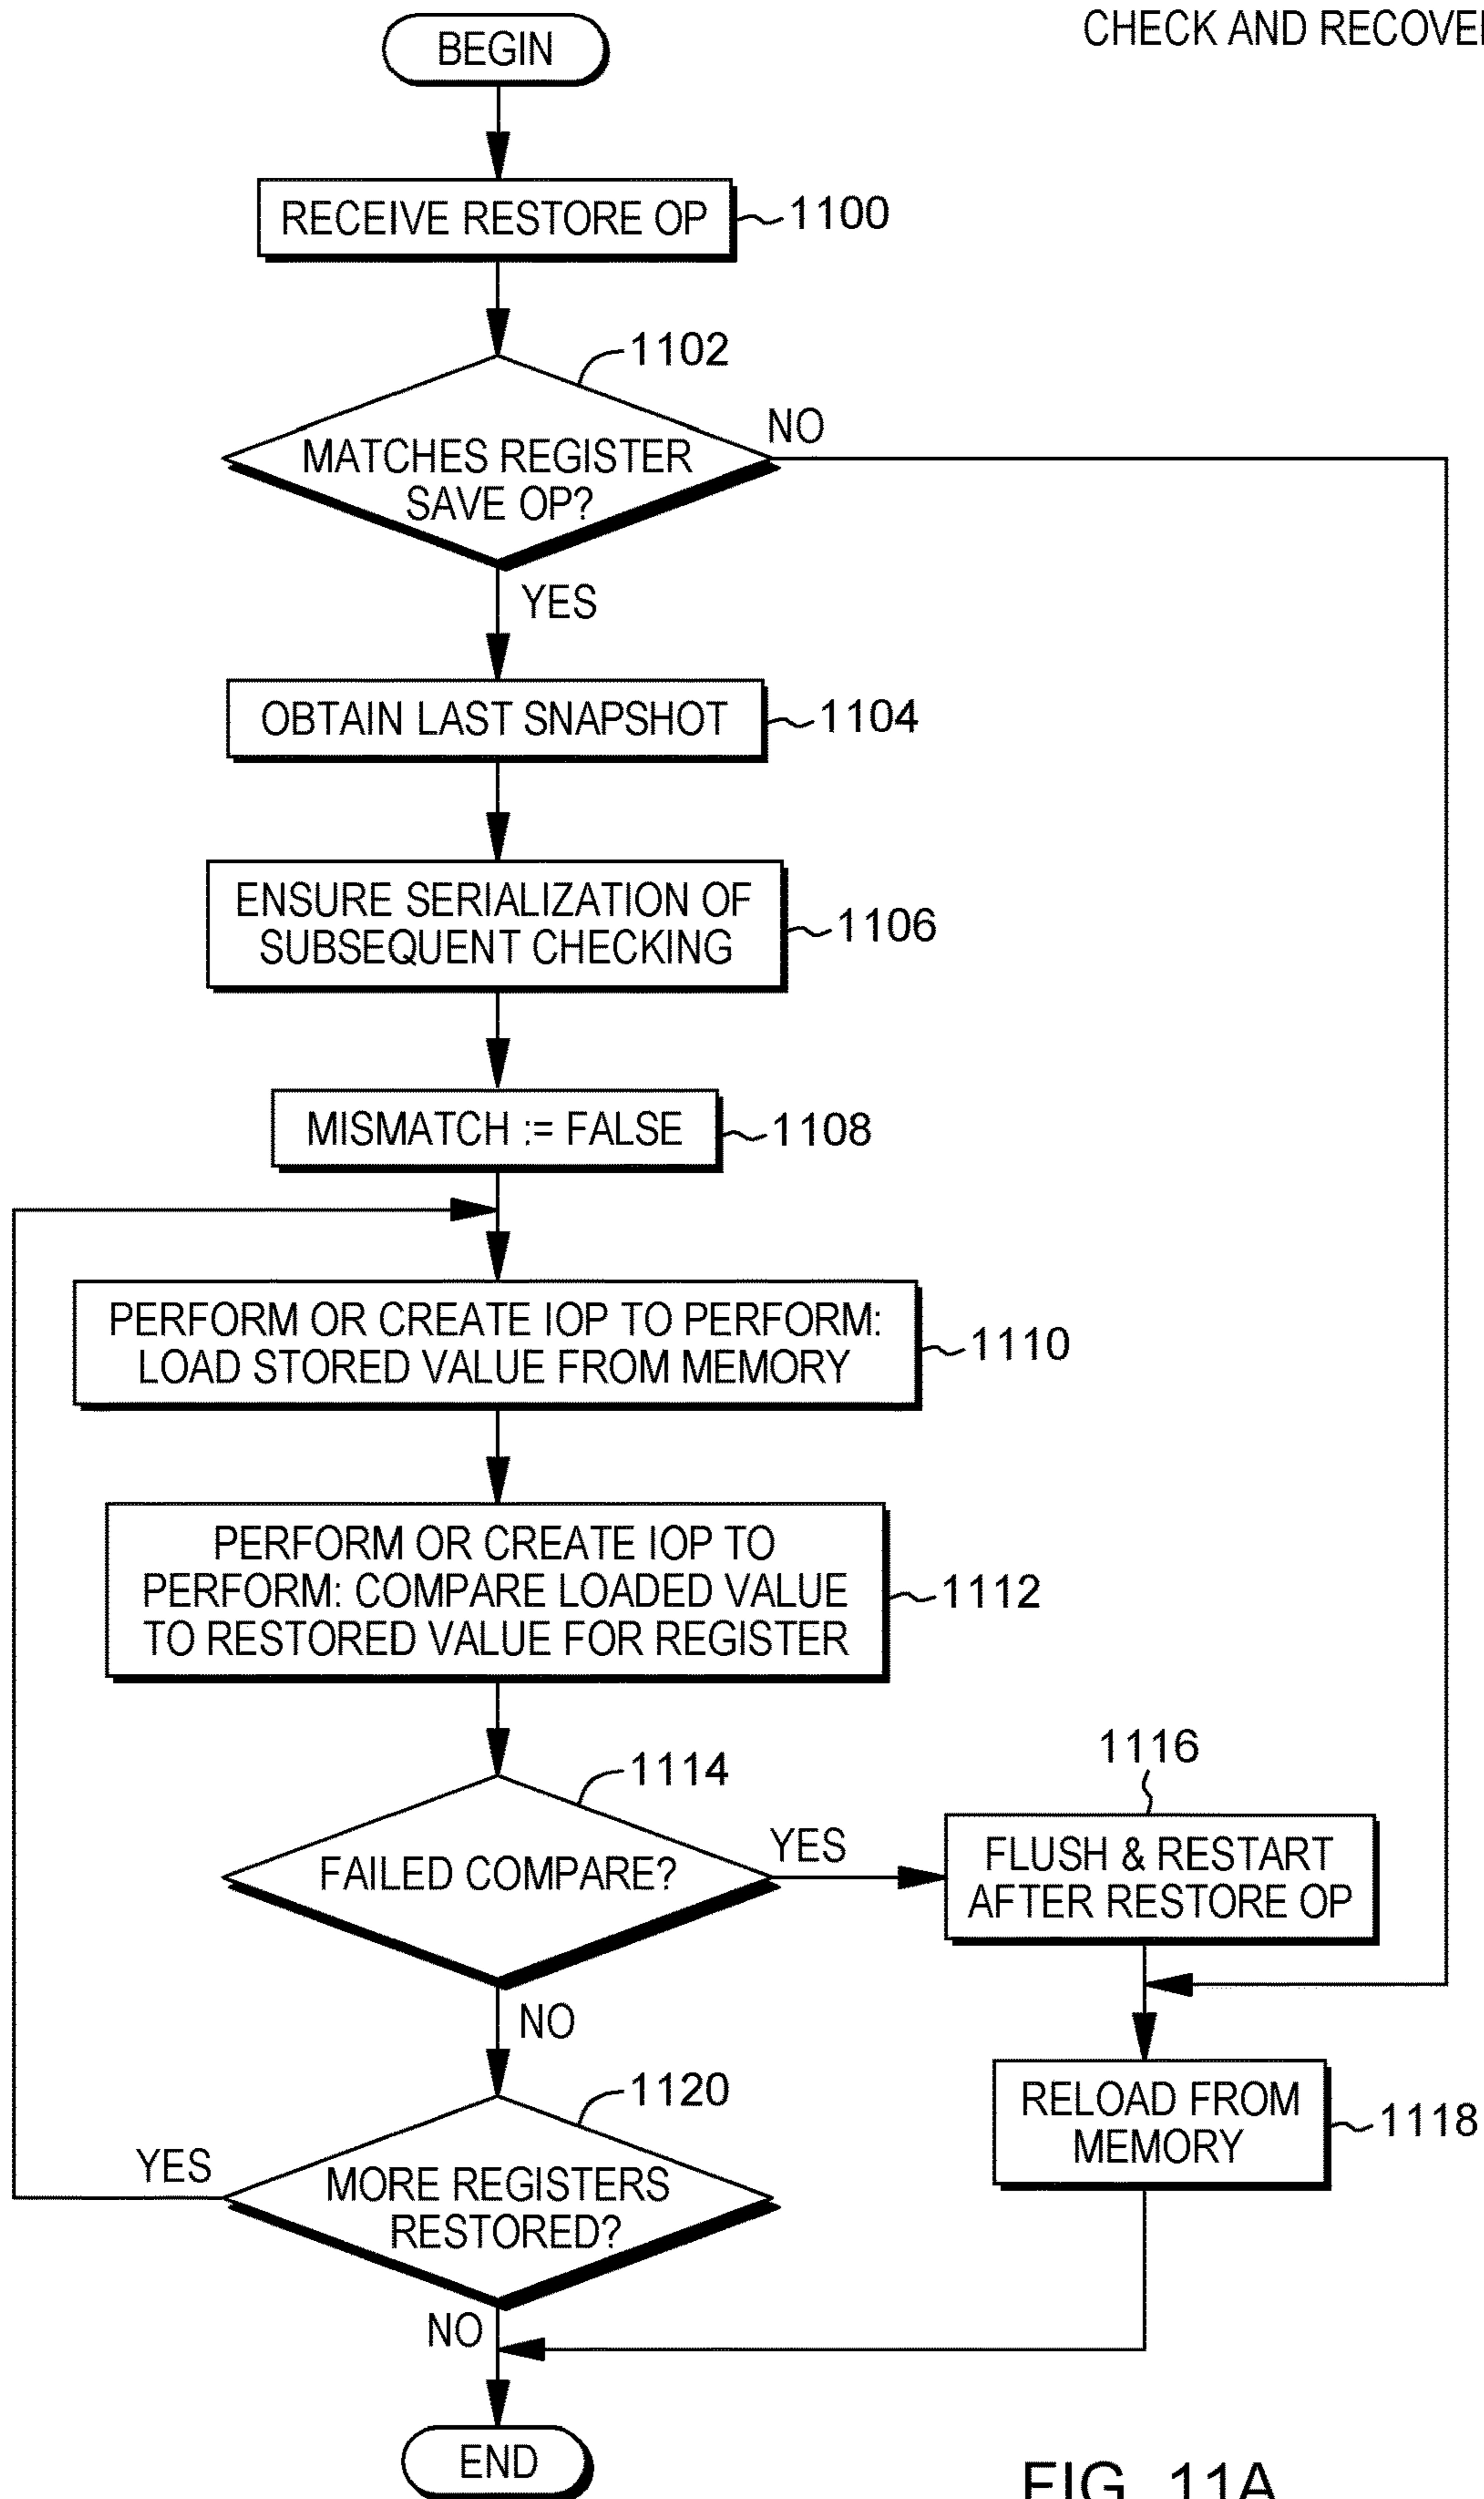 CHECK AND RECOVER
BEGIN
RECEIVE RESTORE OP
1100
1102
MATCHES REGISTER
SAVE OP?
NO
YES
OBTAIN LAST SNAPSHOT
1104
ENSURE SERIALIZATION OF
SUBSEQUENT CHECKING
1106
MISMATCH := FALSE
1108
PERFORM OR CREATE IOP TO PERFORM:
LOAD STORED VALUE FROM MEMORY
1110
PERFORM OR CREATE IOP TO
PERFORM: COMPARE LOADED VALUE
TO RESTORED VALUE FOR REGISTER
1112
1114
FAILED COMPARE?
YES
1116
FLUSH & RESTART
AFTER RESTORE OP
NO
1120
MORE REGISTERS
RESTORED?
YES
RELOAD FROM
MEMORY
1118
NO
END
FIG. 11A